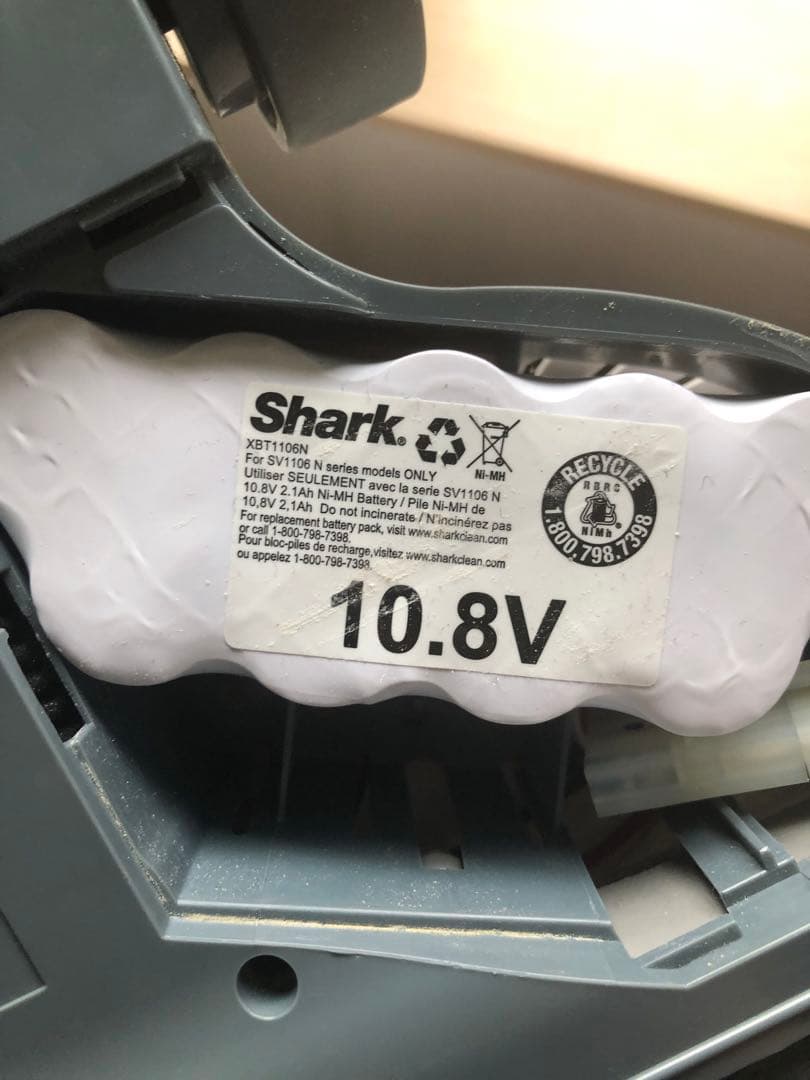 Shark®
XBT1106N
For SV1106 N series models ONLY
Utiliser SEULEMENT avec la serie SV1106 N
10.8V 2.1Ah Ni-MH Battery / Pile Ni-MH de
10,8V 2,1Ah Do not incinerate / N'incinérez pas
For replacement battery pack, visit www.sharkclean.com
or call 1-800-798-7398.
Pour bloc-piles de recharge, visitez www.sharkclean.com
ou appelez 1-800-798-7398.
10.8V
Ni-MH
RECYCLE
RBRC
NiMh
1.800.798.7398